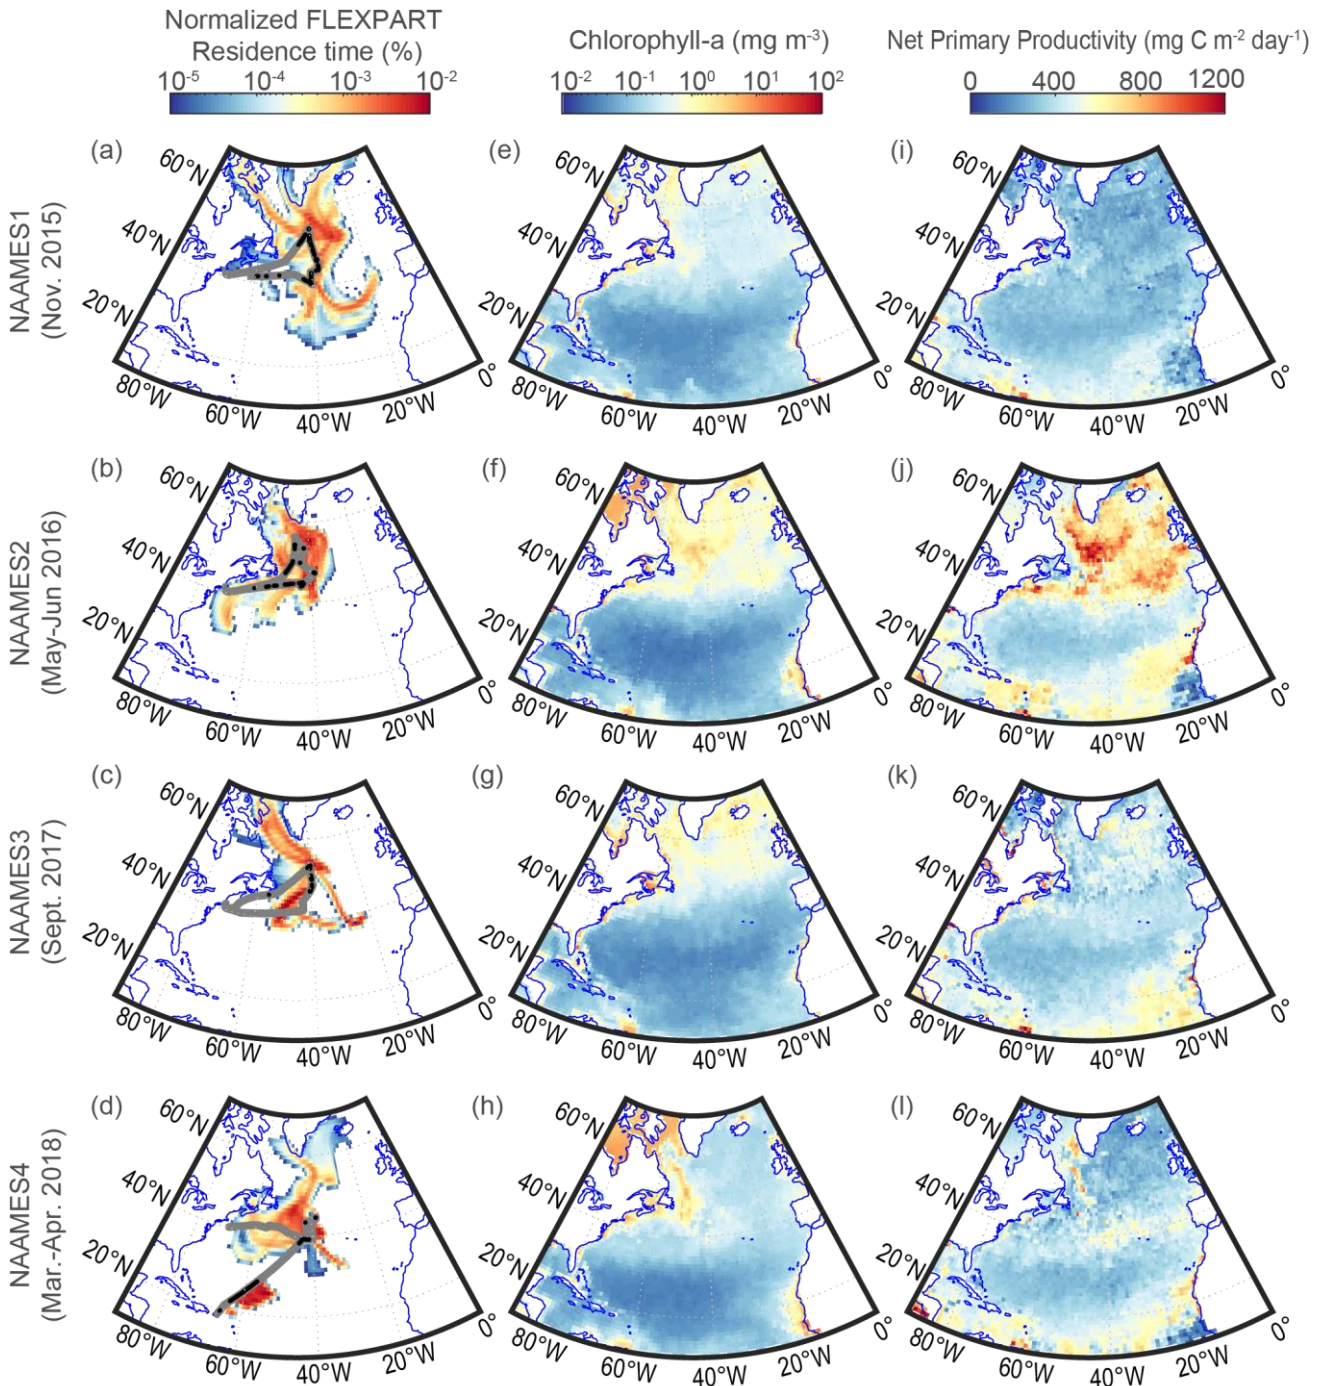 Normalized FLEXPART
Residence time (%)
10⁻⁵ 10⁻⁴ 10⁻³ 10⁻²
Chlorophyll-a (mg m⁻³)
10⁻² 10⁻¹ 10⁰ 10¹ 10²
Net Primary Productivity (mg C m⁻² day⁻¹)
0 400 800 1200
NAAMES1
(Nov. 2015)
(a)
60°N
40°N
20°N
80°W
60°W
40°W
20°W
0°
(e)
60°N
40°N
20°N
80°W
60°W
40°W
20°W
0°
(i)
60°N
40°N
20°N
80°W
60°W
40°W
20°W
0°
NAAMES2
(May-Jun 2016)
(b)
60°N
40°N
20°N
80°W
60°W
40°W
20°W
0°
(f)
60°N
40°N
20°N
80°W
60°W
40°W
20°W
0°
(j)
60°N
40°N
20°N
80°W
60°W
40°W
20°W
0°
NAAMES3
(Sept. 2017)
(c)
60°N
40°N
20°N
80°W
60°W
40°W
20°W
0°
(g)
60°N
40°N
20°N
80°W
60°W
40°W
20°W
0°
(k)
60°N
40°N
20°N
80°W
60°W
40°W
20°W
0°
NAAMES4
(Mar.-Apr. 2018)
(d)
60°N
40°N
20°N
80°W
60°W
40°W
20°W
0°
(h)
60°N
40°N
20°N
80°W
60°W
40°W
20°W
0°
(l)
60°N
40°N
20°N
80°W
60°W
40°W
20°W
0°